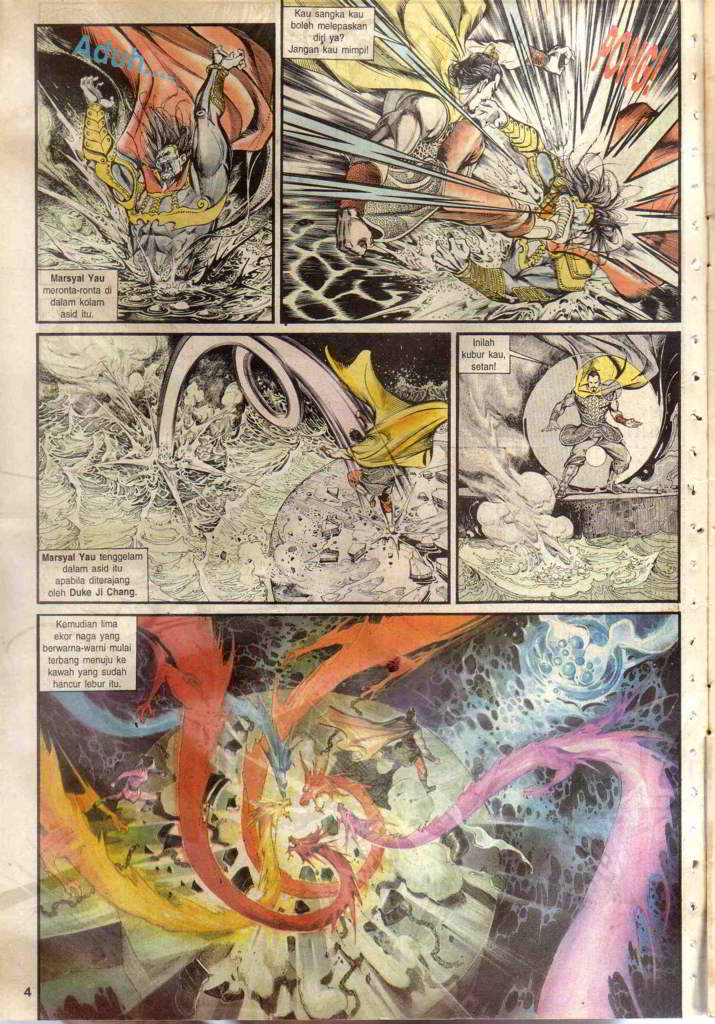 Aduh....
Marsyal Yau
meronta-ronta di
dalam kolam
asid itu.
Kau sangka kau
boleh melepaskan
diri ya?
Jangan kau mimpi!
PONG!
Marsyal Yau tenggelam
dalam asid itu
apabila diterajang
oleh Duke Ji Chang.
Inilah
kubur kau,
setan!
Kemudian lima
ekor naga yang
berwarna-warni mulai
terbang menuju ke
kawah yang sudah
hancur lebur itu.
4